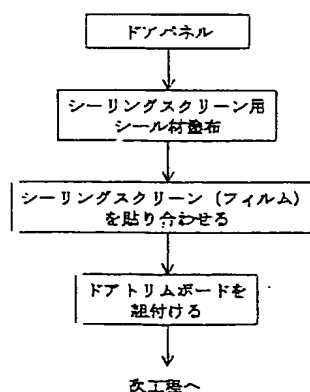 ドアパネル
シーリングスクリーン用
シール材塗布
シーリングスクリーン（フィルム）
を貼り合わせる
ドアトリムボードを
組付ける
次工程へ